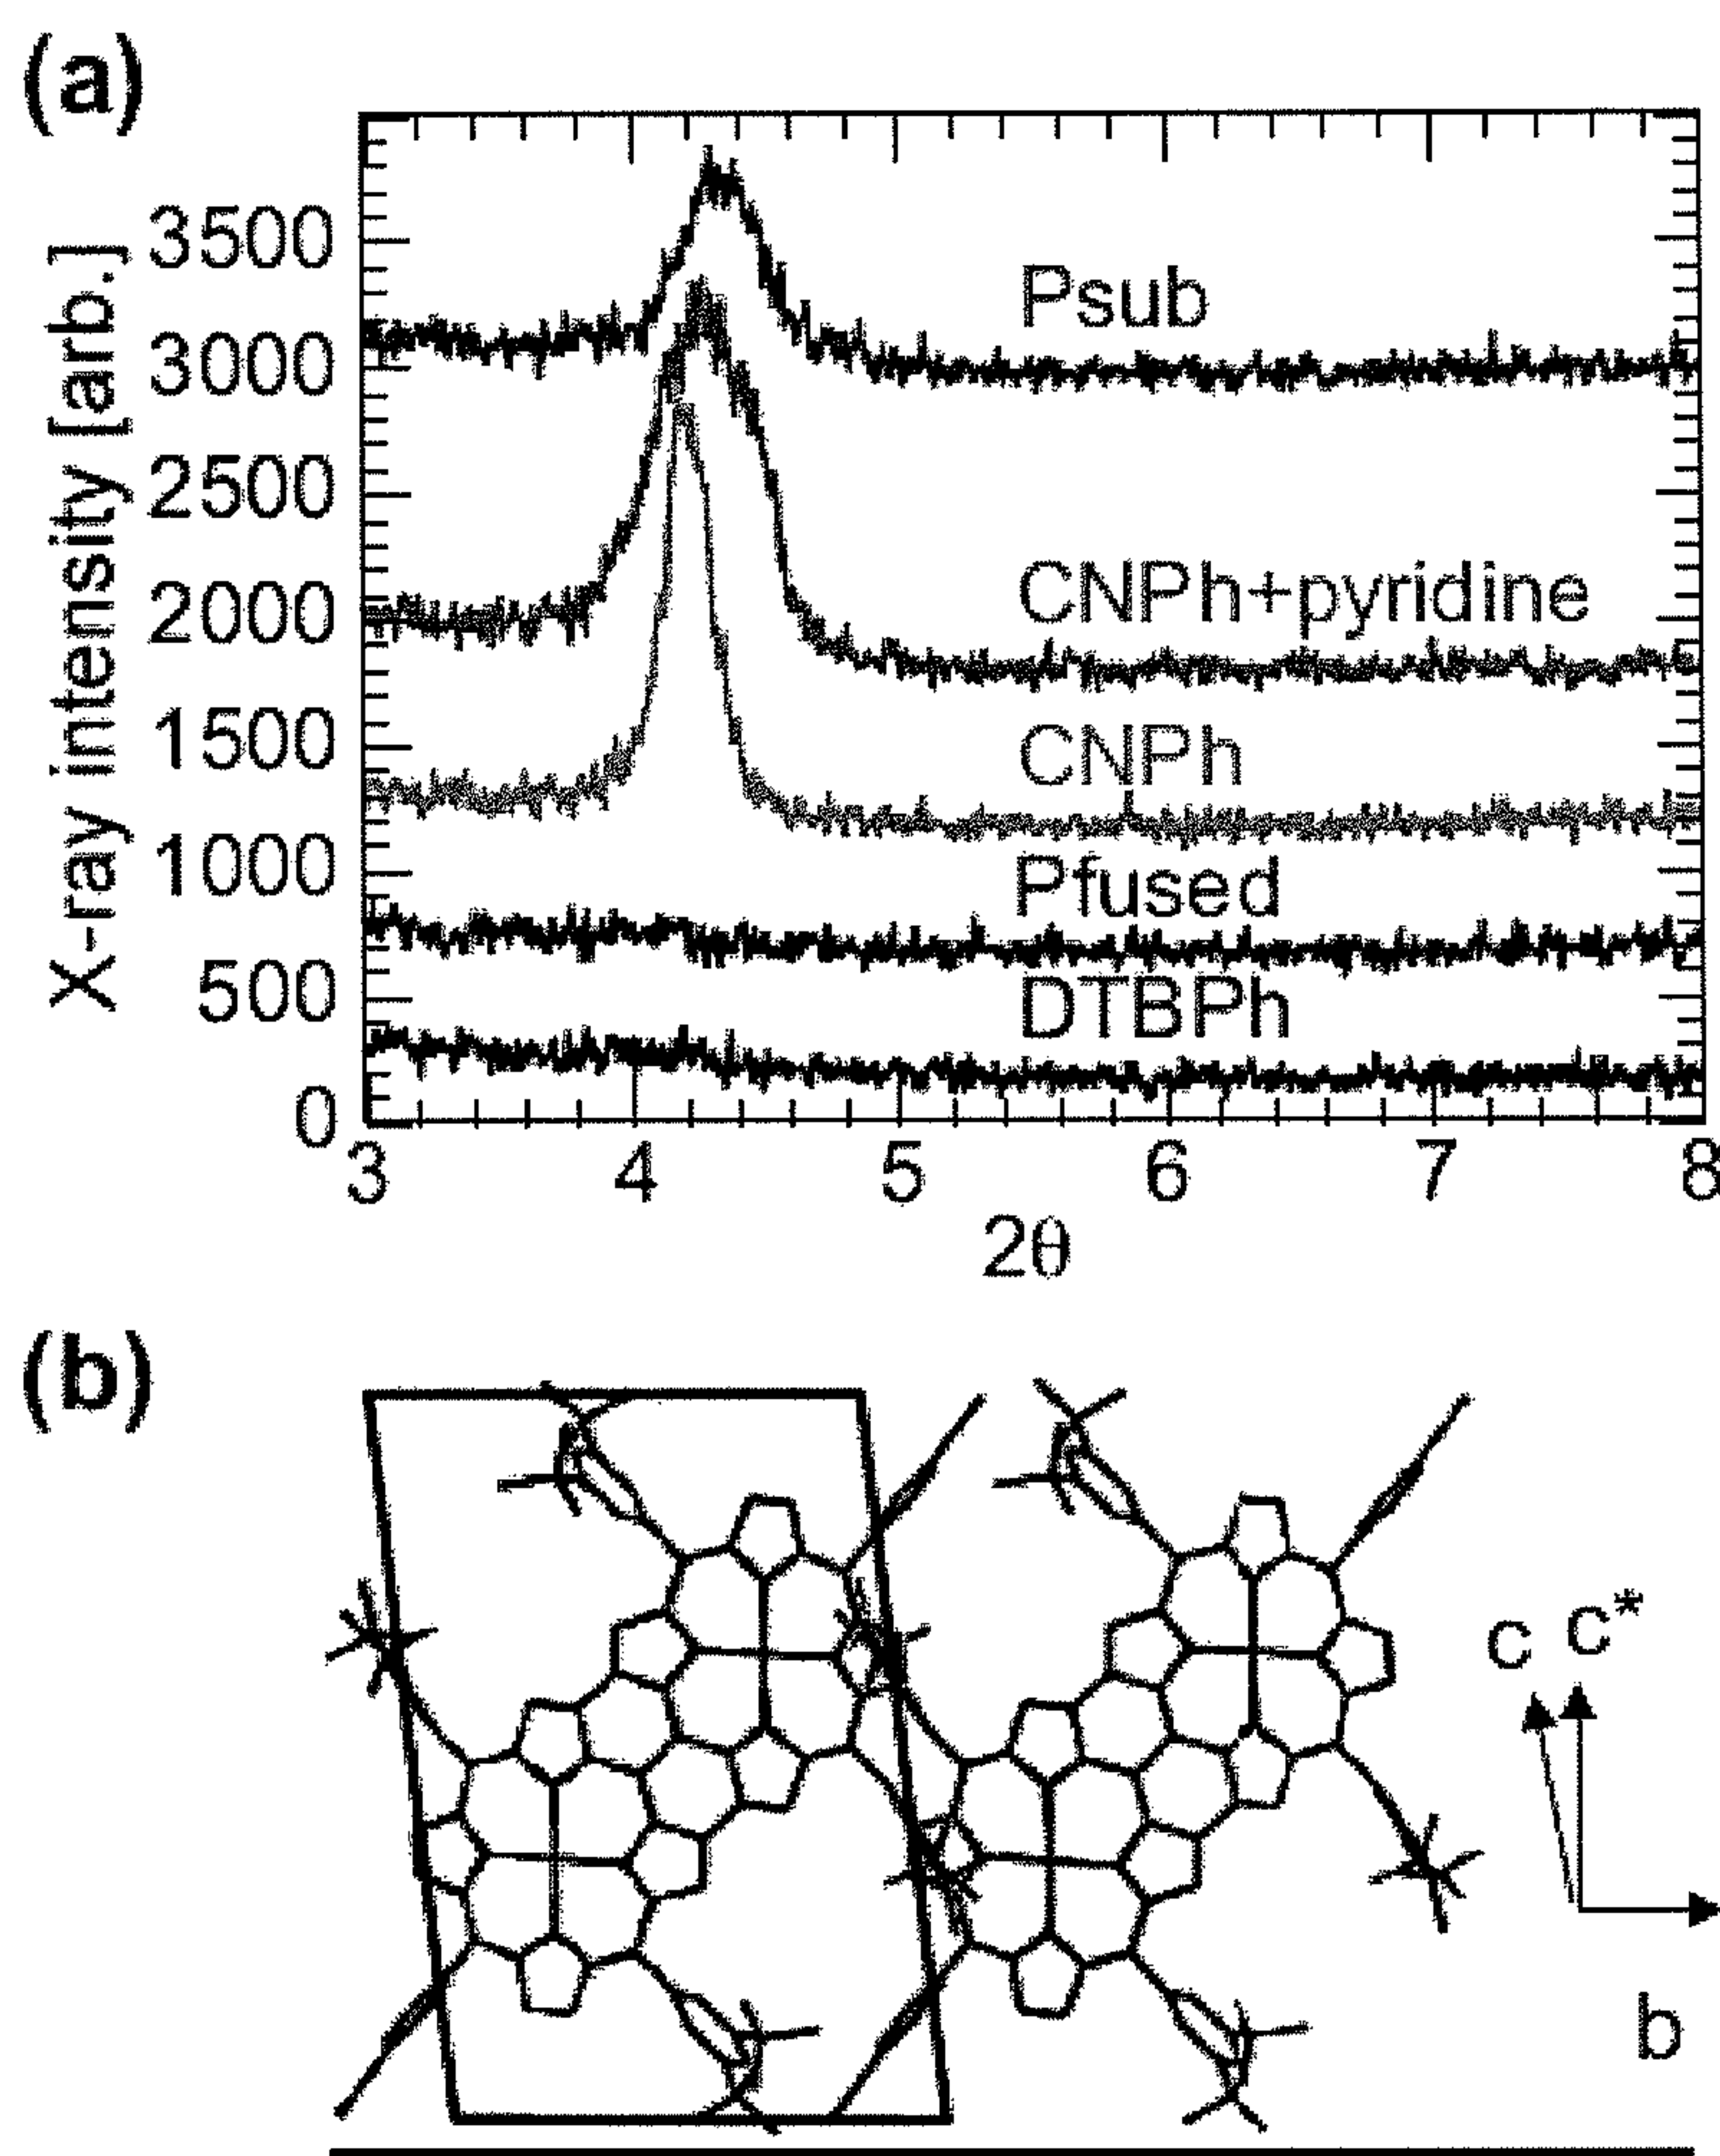 (a)
X-ray intensity [arb.]
3500
3000
2500
2000
1500
1000
500
0
Psub
CNPh+pyridine
CNPh
Pfused
DTBPh
3 4 5 6 7 8
2θ
(b)
c c*
b